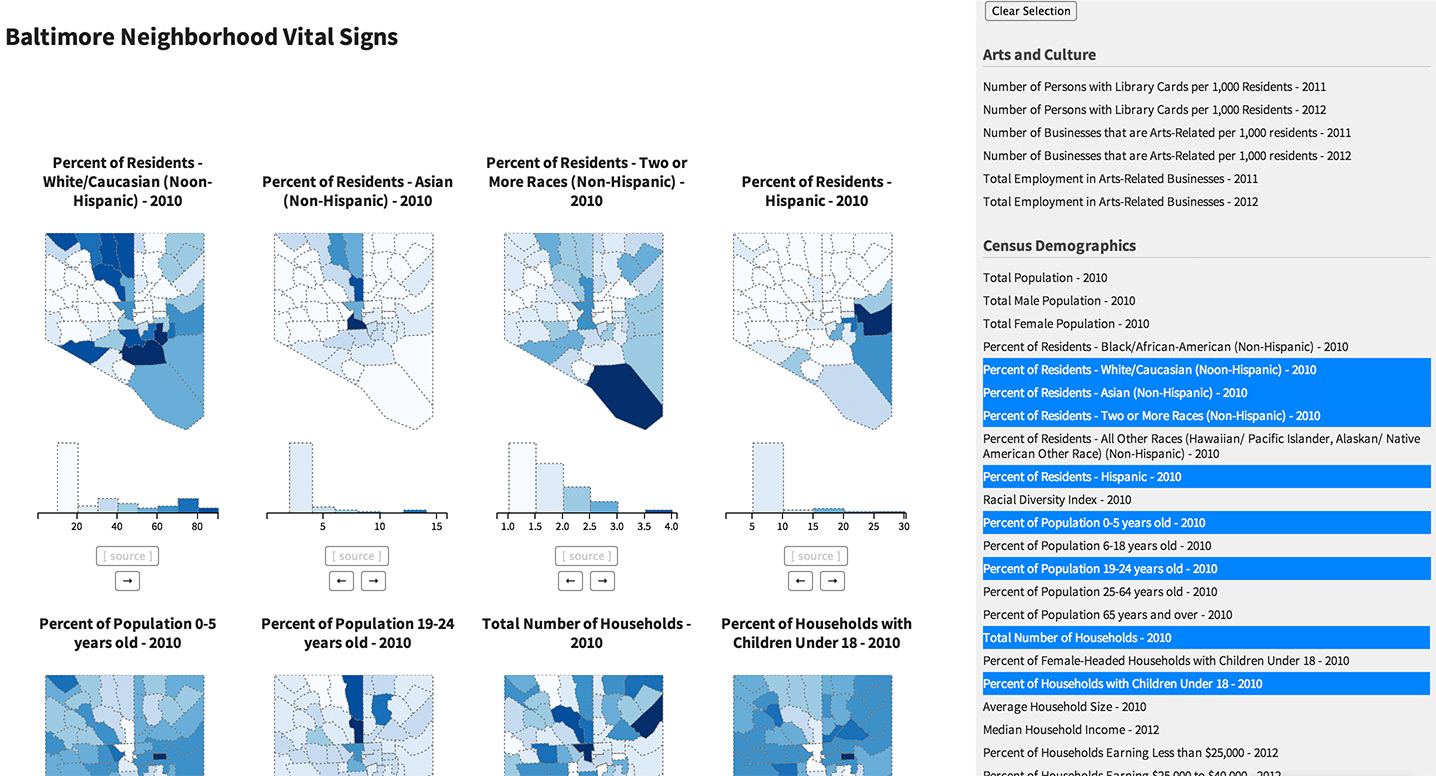 Baltimore Neighborhood Vital Signs
Percent of Residents -
White/Caucasian (Noon-
Hispanic) - 2010
Percent of Residents - Asian
(Non-Hispanic) - 2010
Percent of Residents - Two or
More Races (Non-Hispanic) -
2010
Percent of Residents -
Hispanic - 2010
20 40 60 80
5 10 15
1.0 1.5 2.0 2.5 3.0 3.5 4.0
5 10 15 20 25 30
[ source ] [ source ] [ source ] [ source ]
→ ← → ← → ← →
Percent of Population 0-5
years old - 2010
Percent of Population 19-24
years old - 2010
Total Number of Households -
2010
Percent of Households with
Children Under 18 - 2010
Clear Selection
Arts and Culture
Number of Persons with Library Cards per 1,000 Residents - 2011
Number of Persons with Library Cards per 1,000 Residents - 2012
Number of Businesses that are Arts-Related per 1,000 residents - 2011
Number of Businesses that are Arts-Related per 1,000 residents - 2012
Total Employment in Arts-Related Businesses - 2011
Total Employment in Arts-Related Businesses - 2012
Census Demographics
Total Population - 2010
Total Male Population - 2010
Total Female Population - 2010
Percent of Residents - Black/African-American (Non-Hispanic) - 2010
Percent of Residents - White/Caucasian (Noon-Hispanic) - 2010
Percent of Residents - Asian (Non-Hispanic) - 2010
Percent of Residents - Two or More Races (Non-Hispanic) - 2010
Percent of Residents - All Other Races (Hawaiian/ Pacific Islander, Alaskan/ Native
American Other Race) (Non-Hispanic) - 2010
Percent of Residents - Hispanic - 2010
Racial Diversity Index - 2010
Percent of Population 0-5 years old - 2010
Percent of Population 6-18 years old - 2010
Percent of Population 19-24 years old - 2010
Percent of Population 25-64 years old - 2010
Percent of Population 65 years and over - 2010
Total Number of Households - 2010
Percent of Female-Headed Households with Children Under 18 - 2010
Percent of Households with Children Under 18 - 2010
Average Household Size - 2010
Median Household Income - 2012
Percent of Households Earning Less than $25,000 - 2012
Percent of Households Earning $25,000 to $40,000 - 2012